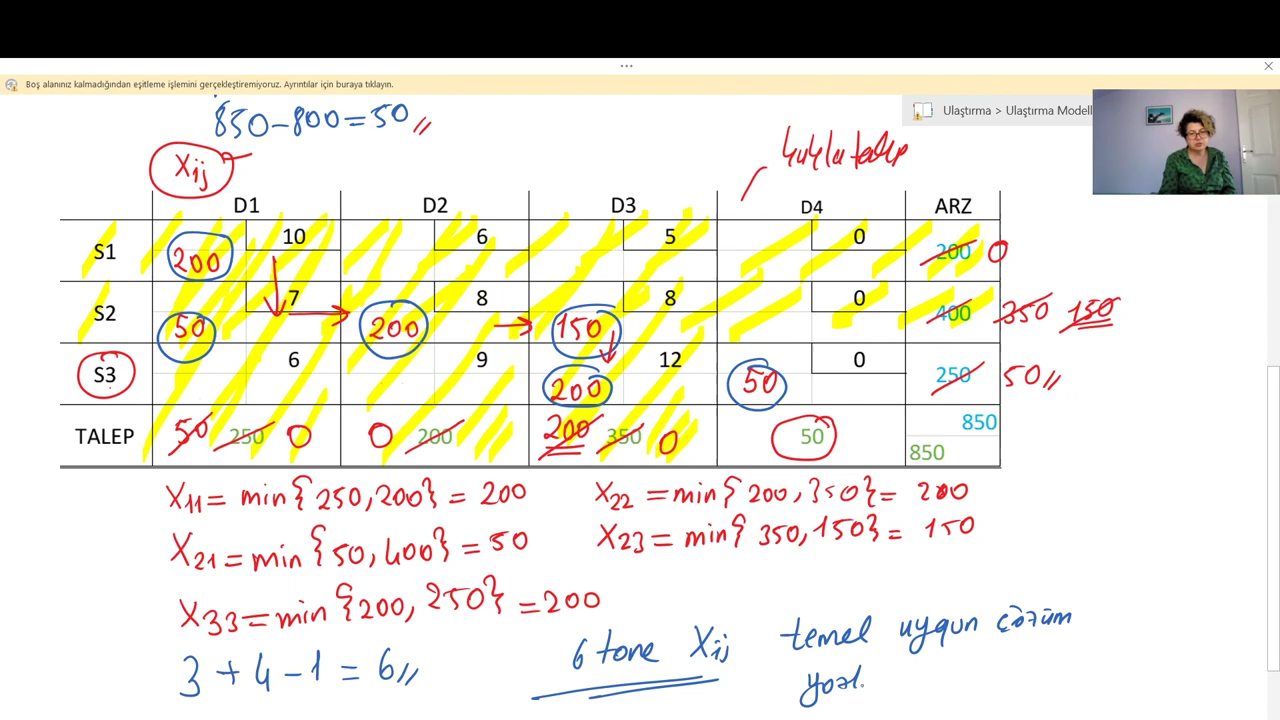 Boş alanınız kalmadığından eşitleme işlemini gerçekleştiremiyoruz. Ayrıntılar için buraya tıklayın.
850-800=50//
Ulaştırma > Ulaştırma Modell
Xij
kukla talep
D1 D2 D3 D4 ARZ
S1 200 10 6 5 0 200 0
S2 50 7 200 8 150 8 0 400 350 150
S3 6 9 200 12 50 0 250 50//
TALEP 50 250 0 0 200 200 350 0 50 850 850
X11= min{250,200} = 200 X22 =min{200,350}= 200
X21= min{50,400} = 50 X23= min{350,150}= 150
X33=min{200,250} =200
3+4-1=6// 6 tane Xij temel uygun çözüm